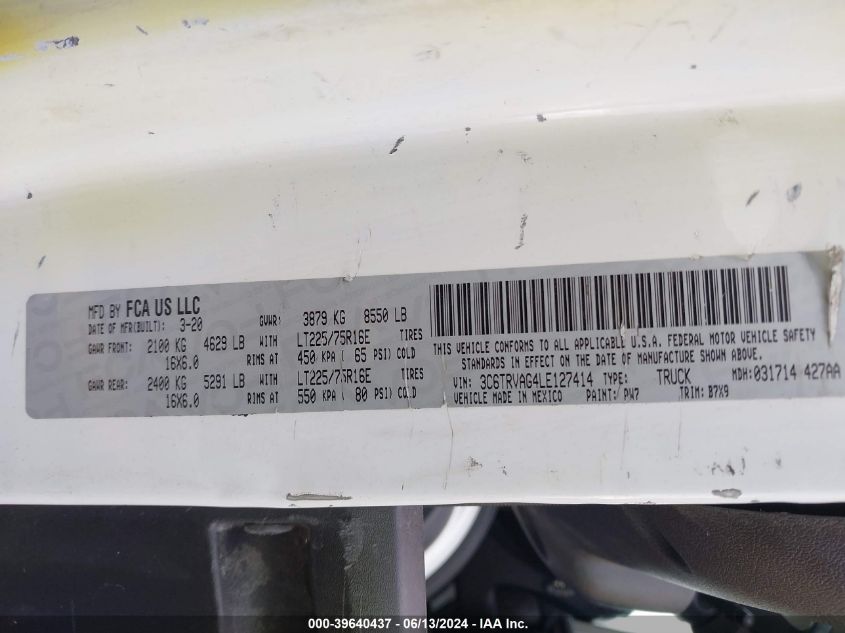 MFD BY FCA US LLC
DATE OF MFR(BUILT): 3-20 GVWR: 3879 KG 8550 LB
GAWR FRONT: 2100 KG 4629 LB WITH LT225/75R16E TIRES
16X6.0 RIMS AT 450 KPA ( 65 PSI) COLD
GAWR REAR: 2400 KG 5291 LB WITH LT225/75R16E TIRES
16X6.0 RIMS AT 550 KPA ( 80 PSI) COLD
THIS VEHICLE CONFORMS TO ALL APPLICABLE U.S.A. FEDERAL MOTOR VEHICLE SAFETY
STANDARDS IN EFFECT ON THE DATE OF MANUFACTURE SHOWN ABOVE.
VIN: 3C6TRVAG4LE127414 TYPE: TRUCK MDH:031714 427AA
VEHICLE MADE IN MEXICO PAINT: PW7 TRIM: B7X9
000-39640437 - 06/13/2024 - IAA Inc.